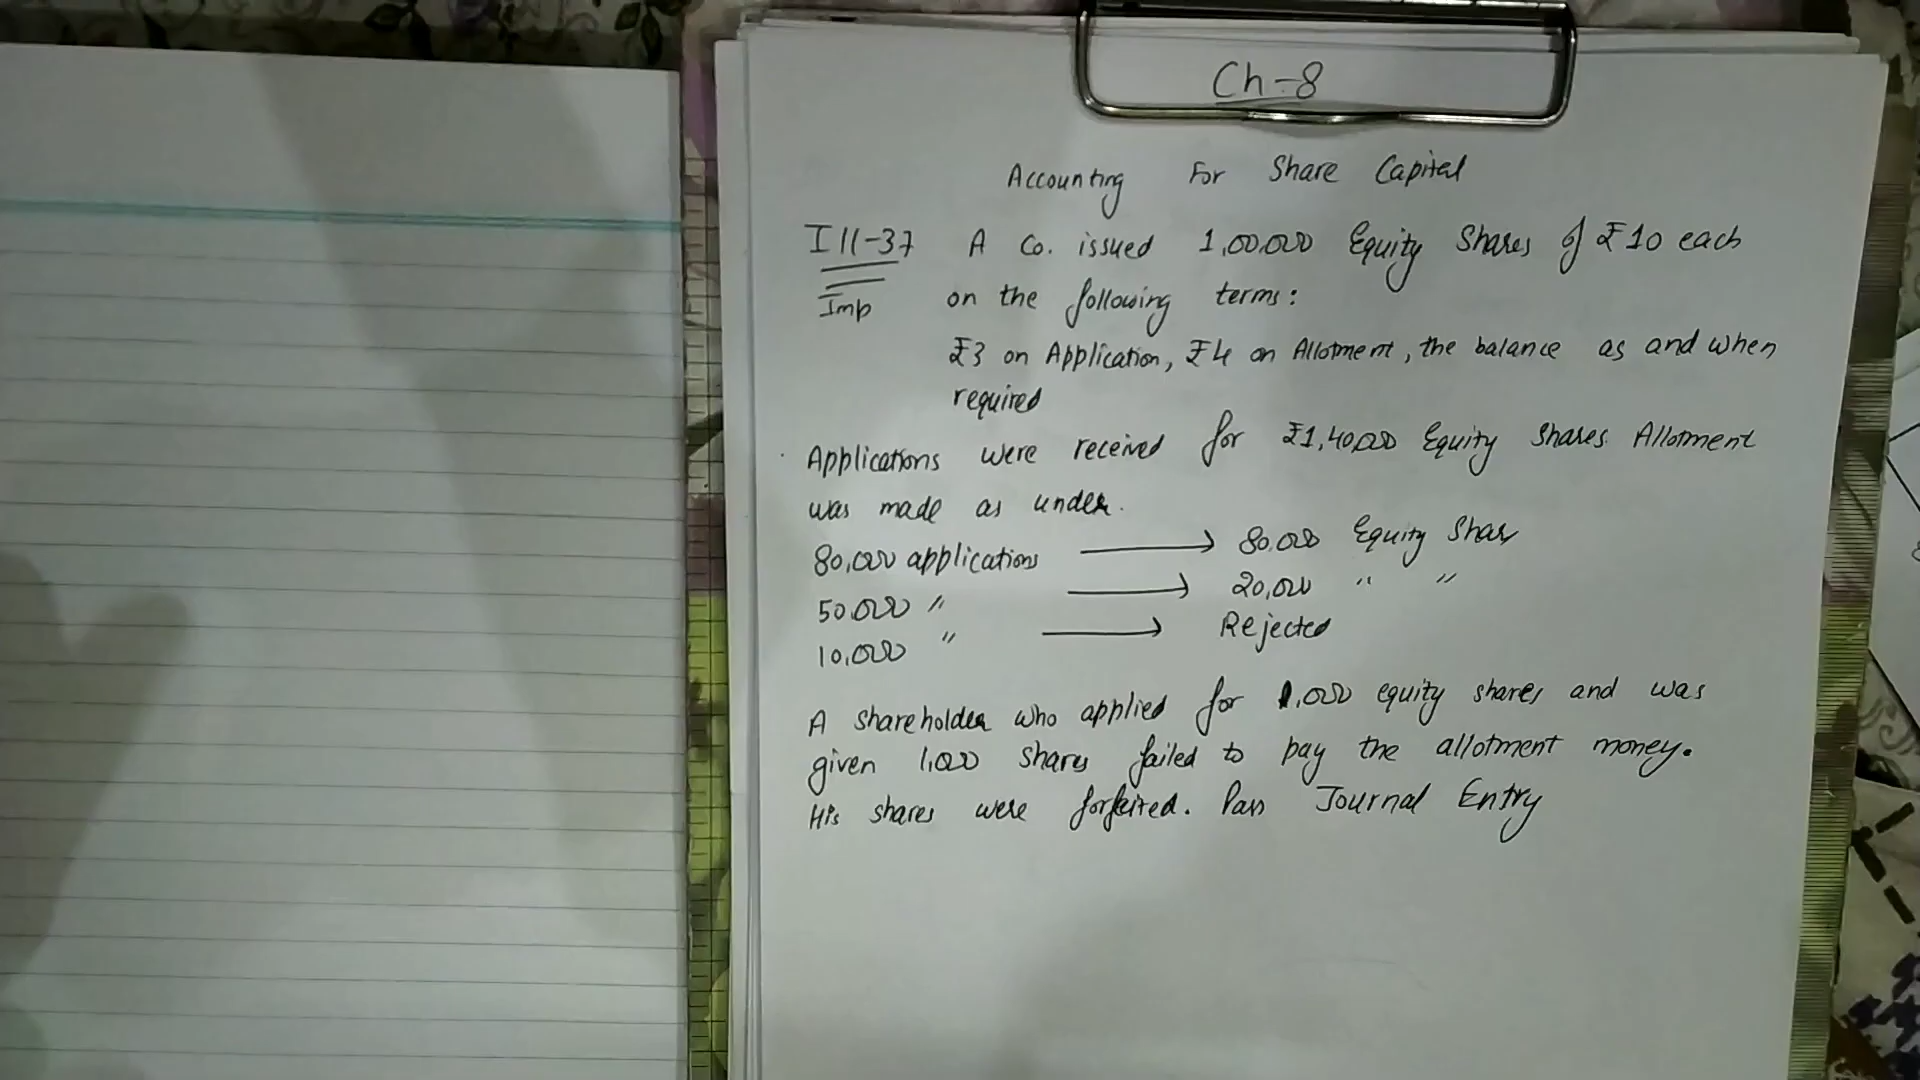 Ch-8
Accounting For Share Capital
Ill-37 A Co. issued 1,00,000 Equity Shares of ₹10 each
Imp on the following terms:
₹3 on Application, ₹4 on Allotment, the balance as and when
required
Applications were received for ₹1,40,000 Equity Shares Allotment
was made as under.
80,000 applications → 80,000 Equity Shar
50,000 " → 20,000 " "
10,000 " → Rejected
A shareholder who applied for 1,000 equity shares and was
given 1,000 shares failed to pay the allotment money.
His shares were forfeited. Pass Journal Entry